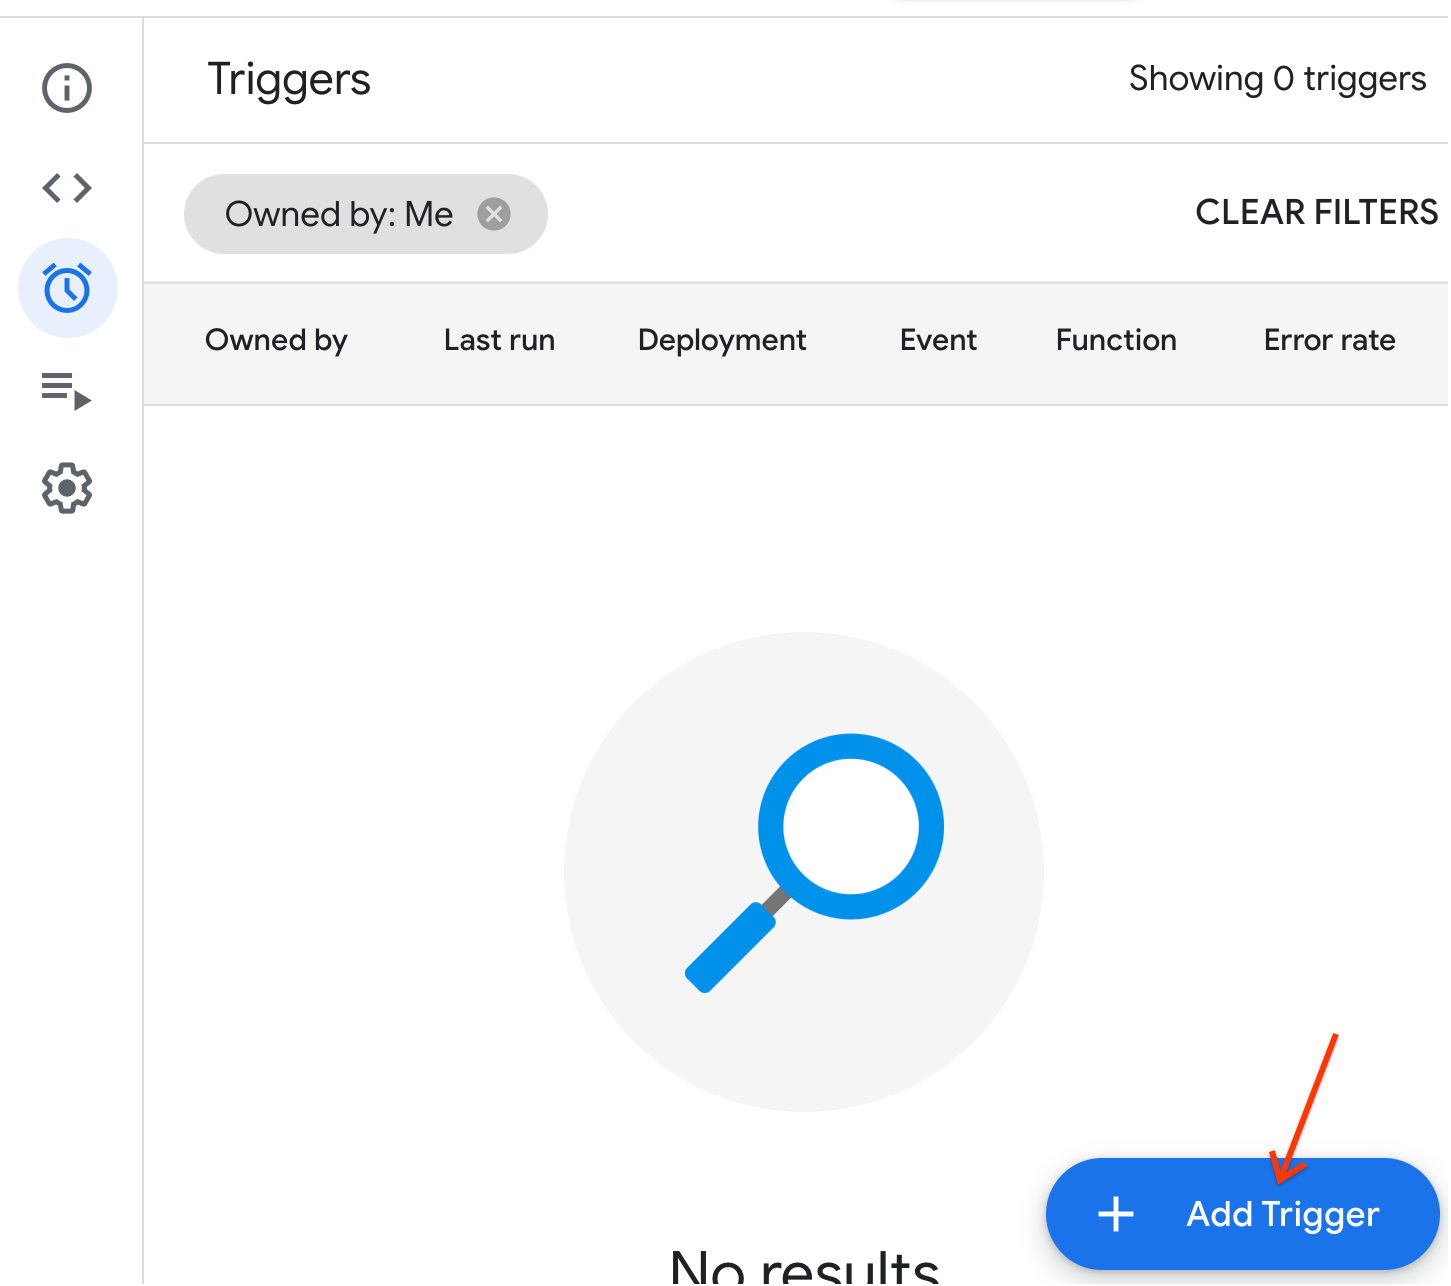 Triggers
Showing 0 triggers
Owned by: Me
CLEAR FILTERS
Owned by Last run Deployment Event Function Error rate
Add Trigger
No results